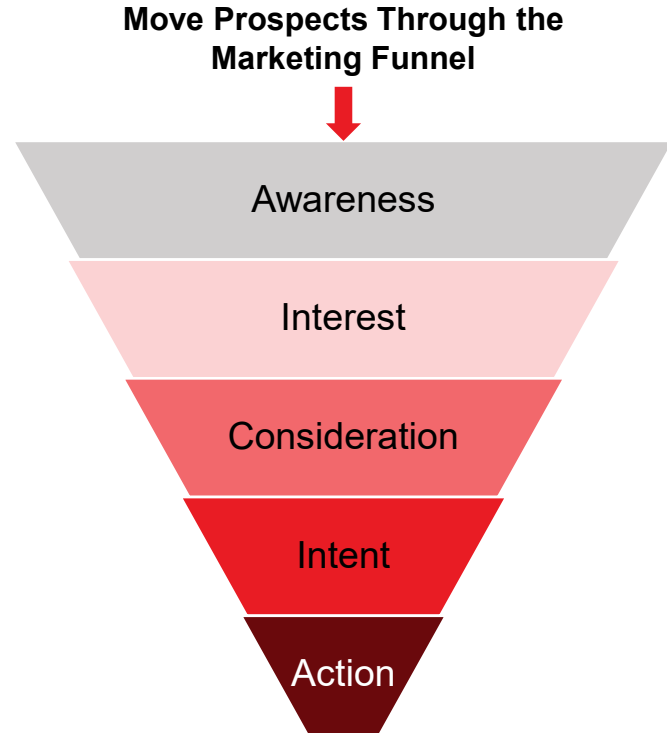 Move Prospects Through the
Marketing Funnel
Awareness
Interest
Consideration
Intent
Action